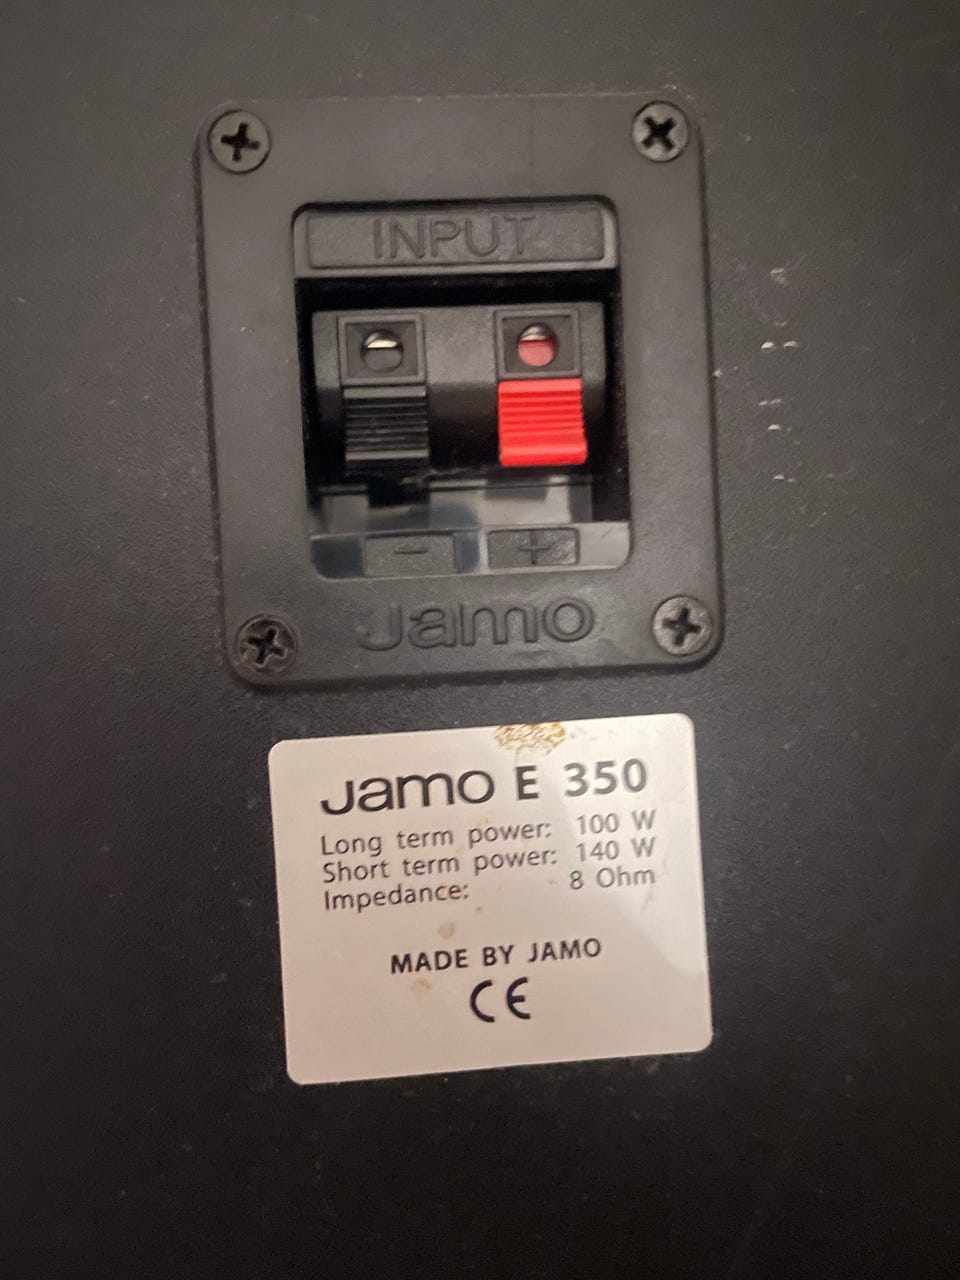 INPUT
- +
Jamo
Jamo E 350
Long term power: 100 W
Short term power: 140 W
Impedance: 8 Ohm
MADE BY JAMO
CE